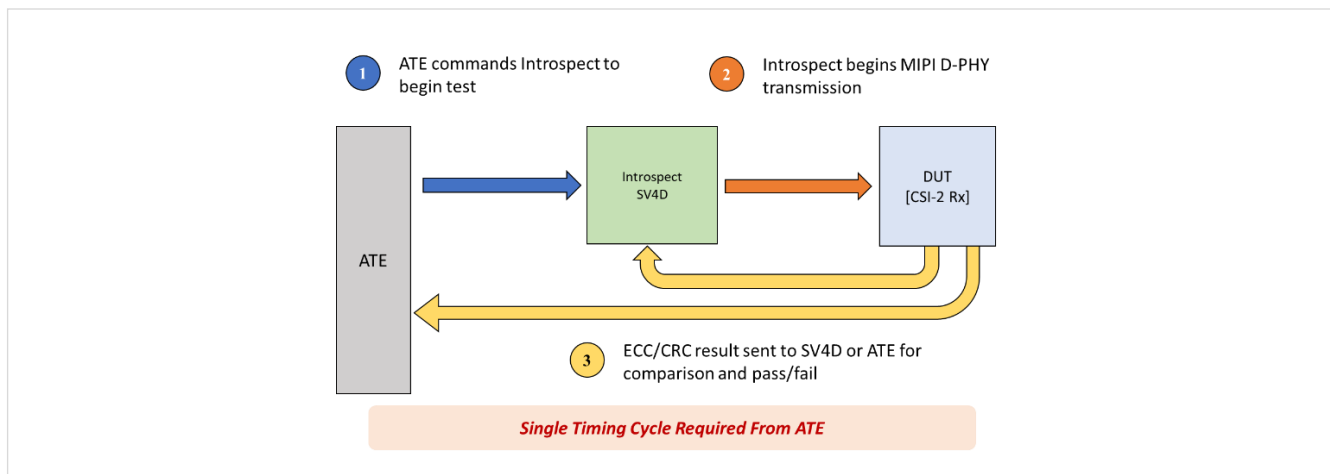 1
ATE commands Introspect to
begin test
2
Introspect begins MIPI D-PHY
transmission
ATE
Introspect
SV4D
DUT
[CSI-2 Rx]
3
ECC/CRC result sent to SV4D or ATE for
comparison and pass/fail
Single Timing Cycle Required From ATE